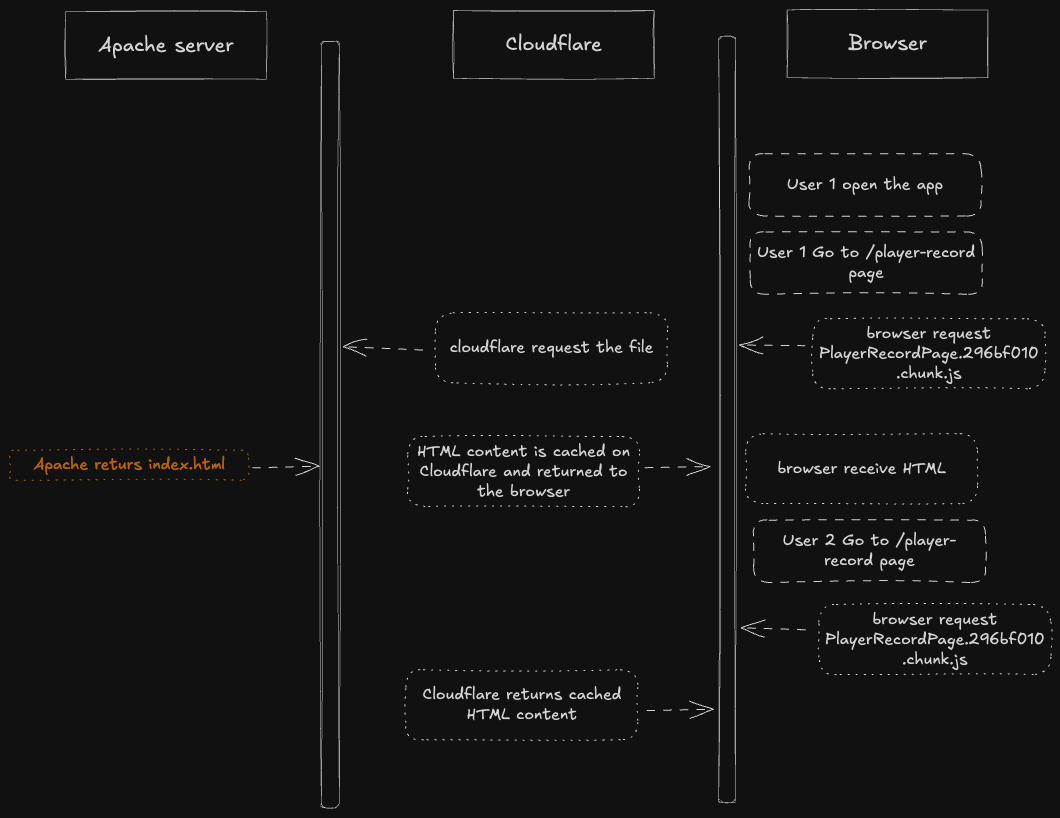 Apache server
Cloudflare
Browser
User 1 open the app
User 1 Go to /player-record
page
cloudflare request the file
browser request
PlayerRecordPage.296bf010
.chunk.js
Apache returs index.html
HTML content is cached on
Cloudflare and returned to
the browser
browser receive HTML
User 2 Go to /player-
record page
browser request
PlayerRecordPage.296bf010
.chunk.js
Cloudflare returns cached
HTML content